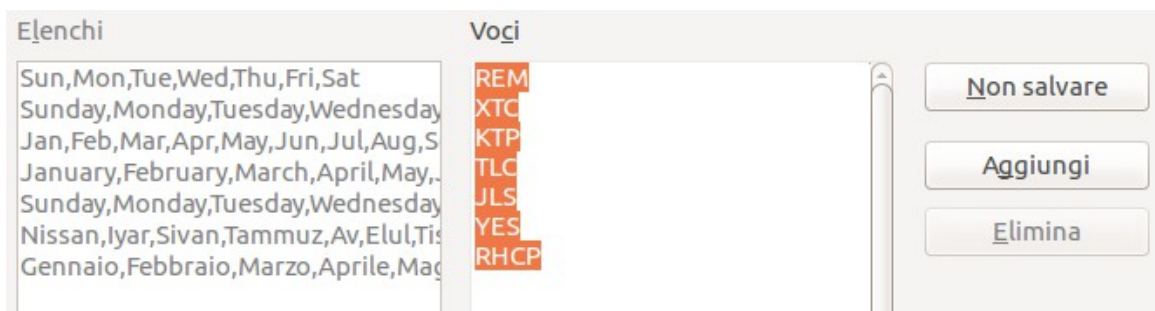 Elenchi
Sun,Mon,Tue,Wed,Thu,Fri,Sat
Sunday,Monday,Tuesday,Wednesday
Jan,Feb,Mar,Apr,May,Jun,Jul,Aug,S
January,February,March,April,May,
Sunday,Monday,Tuesday,Wednesday
Nissan,Iyar,Sivan,Tammuz,Av,Elul,Tis
Gennaio,Febbraio,Marzo,Aprile,Mag
Voci
REM
XTC
KTP
TLC
JLS
YES
RHCP
Non salvare
Aggiungi
Elimina